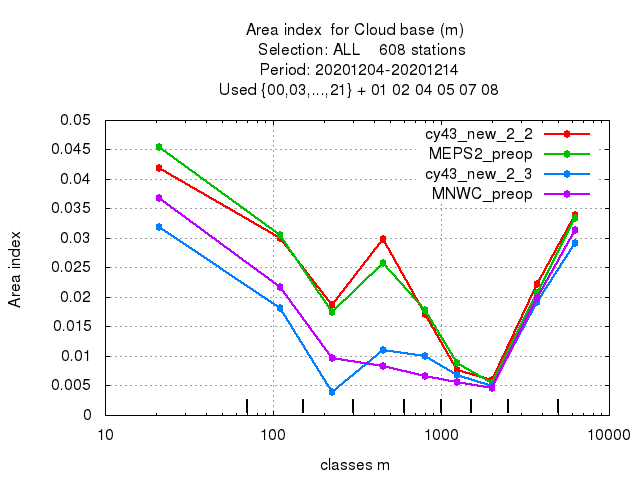 Area index  for Cloud base (m)
Selection: ALL    608 stations
Period: 20201204-20201214
Used {00,03,...,21} + 01 02 04 05 07 08
0.05
0.045
0.04
0.035
0.03
0.025
0.02
0.015
0.01
0.005
0
Area index
cy43_new_2_2
MEPS2_preop
cy43_new_2_3
MNWC_preop
10
100
1000
10000
classes m